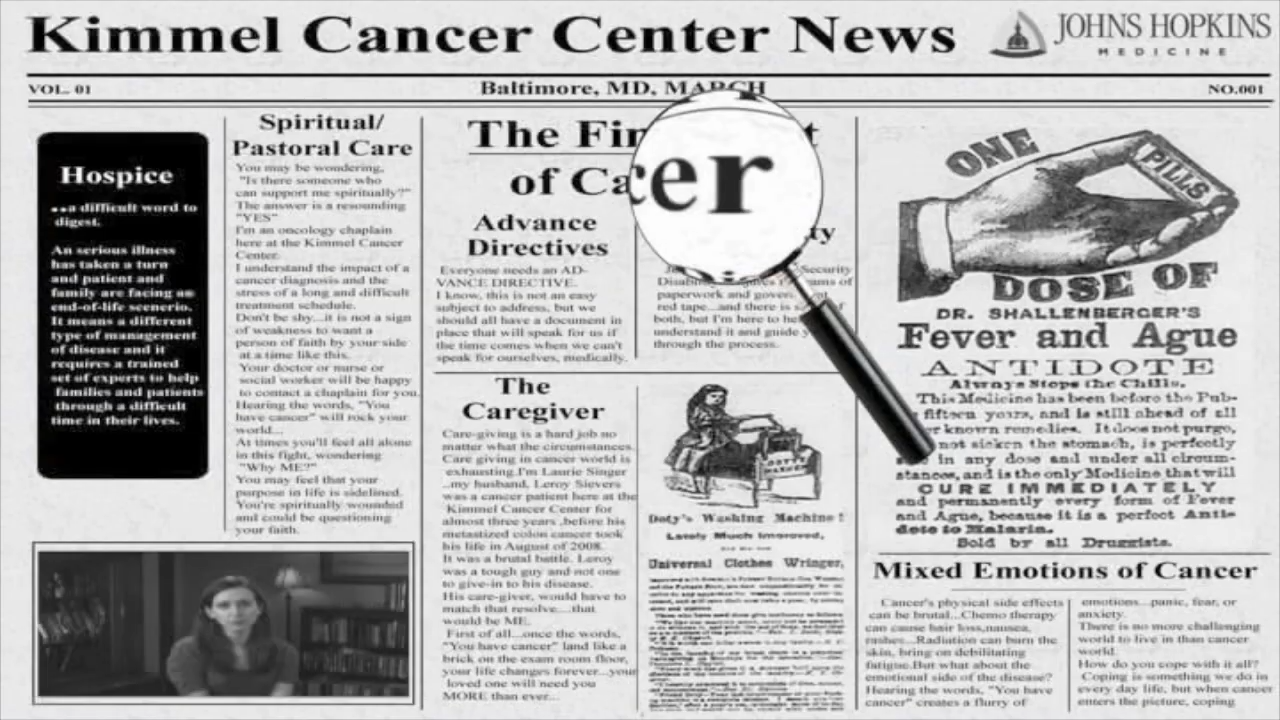 Kimmel Cancer Center News
JOHNS HOPKINS
MEDICINE
VOL. 01
Baltimore, MD, MARCH
NO.001
Hospice
...a difficult word to
digest.
An serious illness
has taken a turn
and patient and
family are facing an
end-of-life scenerio.
It means a different
type of management
of disease and it
requires a trained
set of experts to help
families and patients
through a difficult
time in their lives.
Spiritual/
Pastoral Care
You may be wondering,
"Is there someone who
can support me spiritually?"
The answer is a resounding
"YES"
I'm an oncology chaplain
here at the Kimmel Cancer
Center.
I understand the impact of a
cancer diagnosis and the
stress of a long and difficult
treatment schedule.
Don't be shy...it is not a sign
of weakness to want a
person of faith by your side
at a time like this.
Your doctor or nurse or
social worker will be happy
to contact a chaplain for you.
Hearing the words, "You
have cancer" will rock your
world...
At times you'll feel all alone
in this fight, wondering
"Why ME?"
You may feel that your
purpose in life is sidelined.
You're spiritually wounded
and could be questioning
your faith.
The Fin t
of Ca cer
Advance
Directives
Everyone needs an AD-
VANCE DIRECTIVE.
I know, this is not an easy
subject to address, but we
should all have a document in
place that will speak for us if
the time comes when we can't
speak for ourselves, medically.
ty
Security
paperwork and
red tape...and there is
both, but I'm here to
understand it and guide
through the process.
The
Caregiver
Care-giving is a hard job no
matter what the circumstances.
Care giving in cancer world is
exhausting.I'm Laurie Singer
..my husband, Leroy Sievers
was a cancer patient here at the
Kimmel Cancer Center for
almost three years ,before his
metastized colon cancer took
his life in August of 2008.
It was a brutal battle. Leroy
was a tough guy and not one
to give-in to his disease.
His care-giver, would have to
match that resolve....that
would be ME.
First of all...once the words,
"You have cancer" land like a
brick on the exam room floor,
your life changes forever...your
loved one will need you
MORE than ever...
DOTY
WASHER
Doty's Washing Machine !
Lately Much Improved,
Universal Clothes Wringer,
ONE
PILLS
DOSE OF
DR. SHALLENBERGER'S
Fever and Ague
ANTIDOTE
Always Stops the Chills.
This Medicine has been before the Pub-
fifteen years, and is still ahead of all
er known remedies. It does not purge,
not sicken the stomach, is perfectly
in any dose and under all circum-
stances, and is the only Medicine that will
CURE IMMEDIATELY
and permanently every form of Fever
and Ague, because it is a perfect Anti-
dote to Malaria.
Sold by all Druggists.
Mixed Emotions of Cancer
Cancer's physical side effects
can be brutal...Chemo therapy
can cause hair loss,nausea,
rashes...Radiation can burn the
skin, bring on debilitating
fatigue.But what about the
emotional side of the disease?
Hearing the words, "You have
cancer" creates a flurry of
emotions...panic, fear, or
anxiety.
There is no more challenging
world to live in than cancer
world.
How do you cope with it all?
Coping is something we do in
every day life, but when cancer
enters the picture, coping